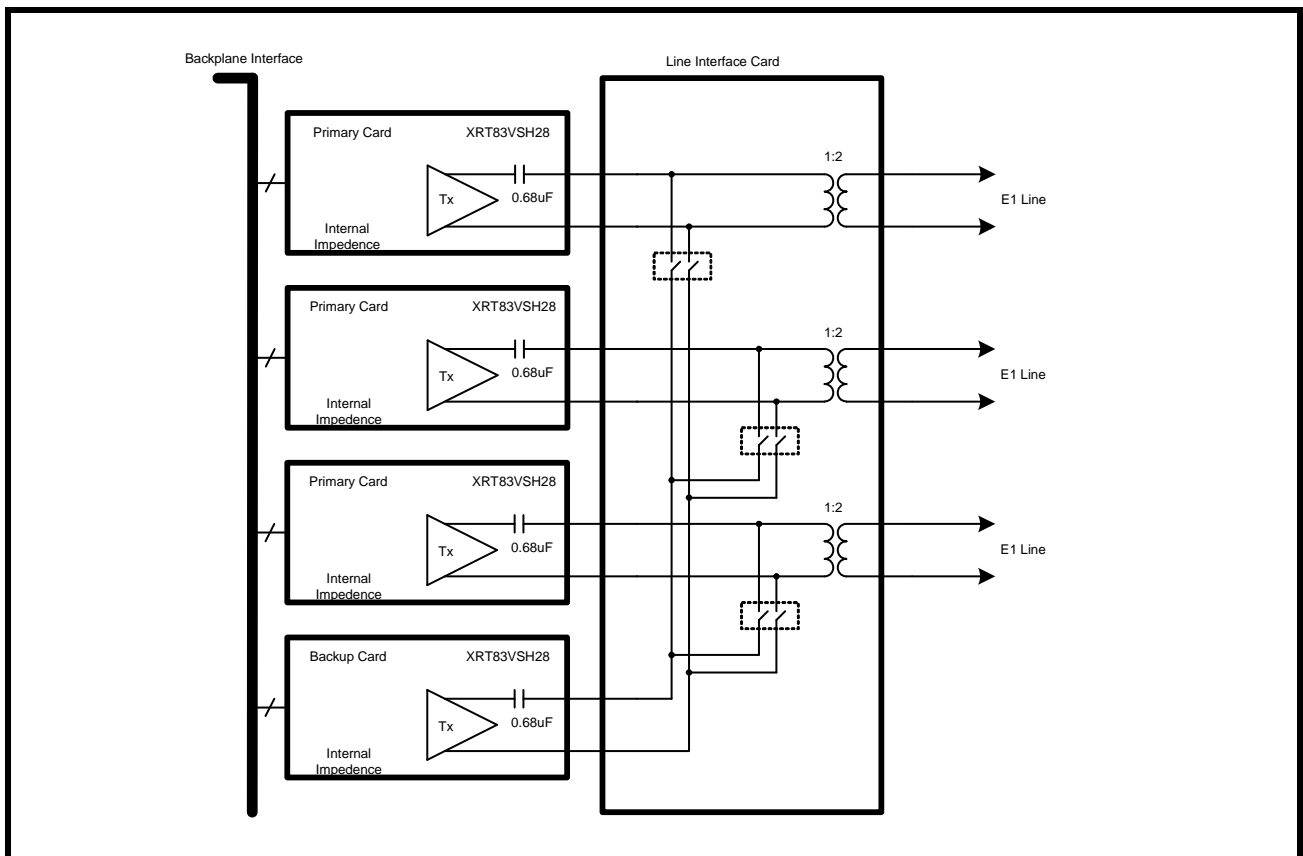 Backplane Interface
Line Interface Card
Primary Card XRT83VSH28
Tx
0.68uF
Internal
Impedence
1:2
E1 Line
Primary Card XRT83VSH28
Tx
0.68uF
Internal
Impedence
1:2
E1 Line
Primary Card XRT83VSH28
Tx
0.68uF
Internal
Impedence
1:2
E1 Line
Backup Card XRT83VSH28
Tx
0.68uF
Internal
Impedence